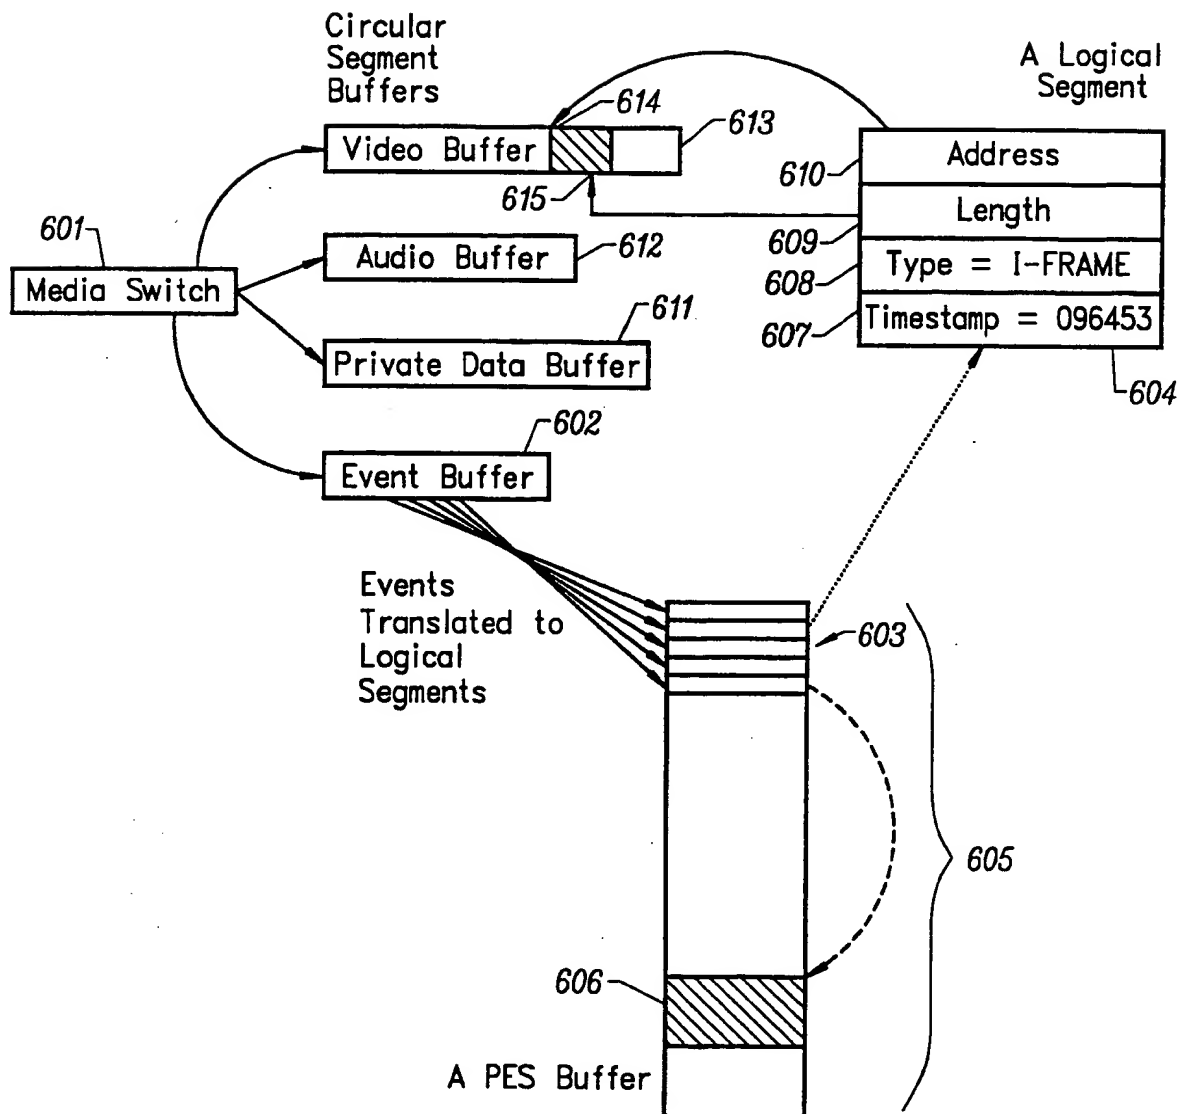 Circular
Segment
Buffers
A Logical
Segment
614
613
Video Buffer
610
Address
615
Length
601
609
Media Switch
Audio Buffer
612
608
Type = I-FRAME
611
607
Timestamp = 096453
Private Data Buffer
604
602
Event Buffer
Events
Translated to
Logical
Segments
603
605
606
A PES Buffer